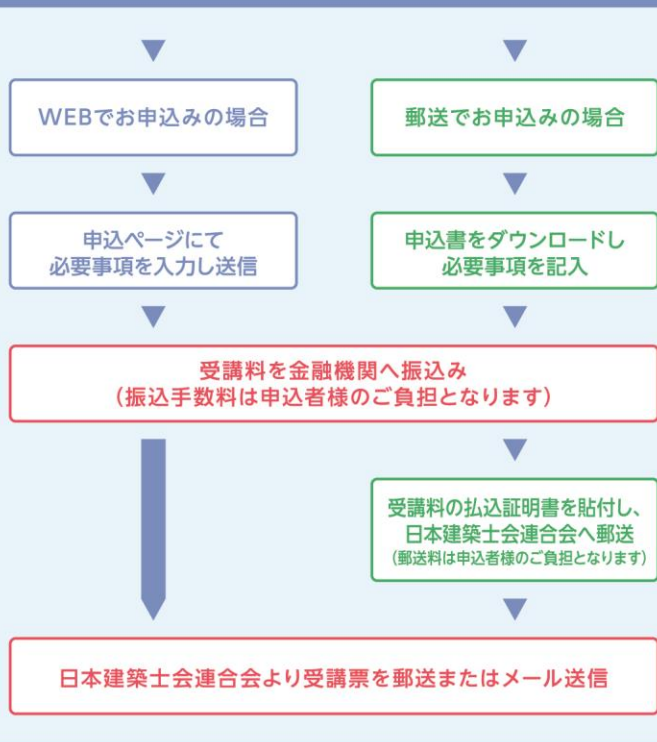 WEBでお申込みの場合
郵送でお申込みの場合
申込ページにて
必要事項を入力し送信
申込書をダウンロードし
必要事項を記入
受講料を金融機関へ振込み
（振込手数料は申込者様のご負担となります）
受講料の払込証明書を貼付し、
日本建築士会連合会へ郵送
（郵送料は申込者様のご負担となります）
日本建築士会連合会より受講票を郵送またはメール送信